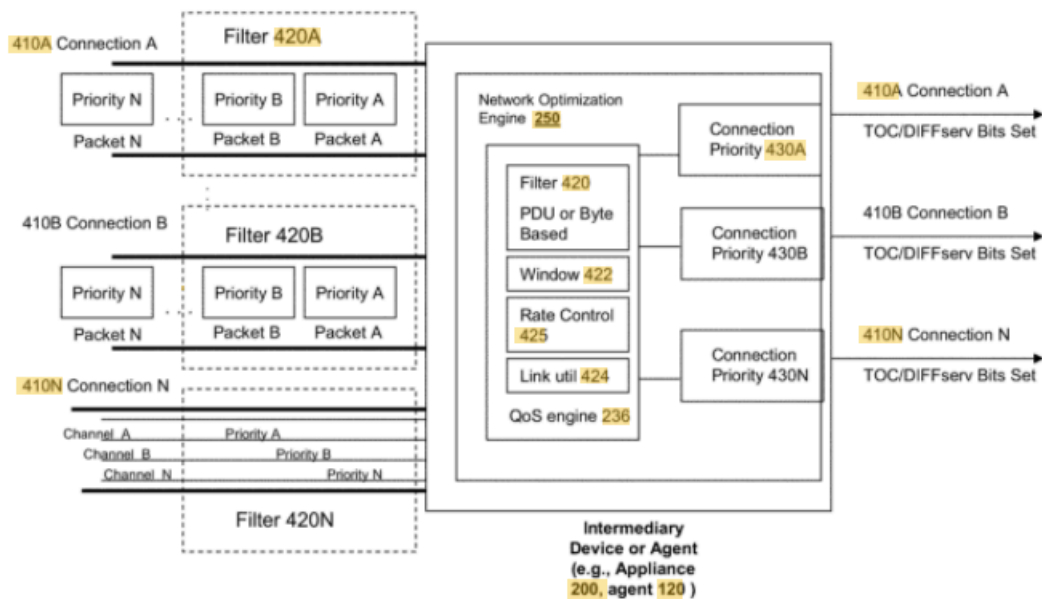 410A Connection A
Filter 420A
Priority N
Priority B
Priority A
. . .
Packet N
Packet B
Packet A
410B Connection B
Filter 420B
Priority N
Priority B
Priority A
. . .
Packet N
Packet B
Packet A
410N Connection N
Channel A
Priority A
Channel B
Priority B
Channel N
Priority N
Filter 420N
Network Optimization
Engine 250
Filter 420
PDU or Byte
Based
Window 422
Rate Control
425
Link util 424
QoS engine 236
Connection
Priority 430A
Connection
Priority 430B
Connection
Priority 430N
410A Connection A
TOC/DIFFserv Bits Set
410B Connection B
TOC/DIFFserv Bits Set
410N Connection N
TOC/DIFFserv Bits Set
Intermediary
Device or Agent
(e.g., Appliance
200, agent 120 )